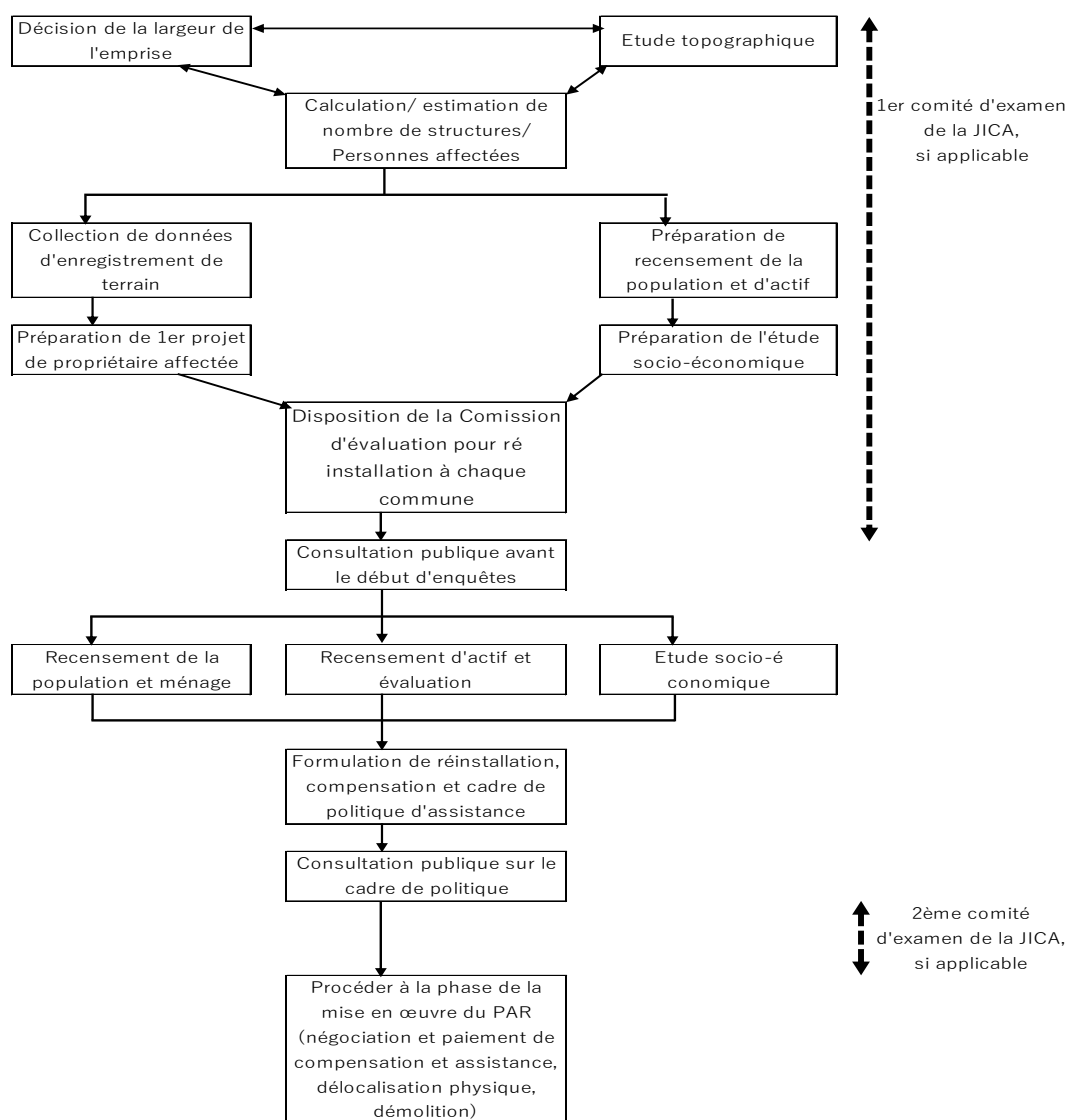 Décision de la largeur de
l'emprise
Etude topographique
Calculation/ estimation de
nombre de structures/
Personnes affectées
1er comité d'examen
de la JICA,
si applicable
Collection de données
d'enregistrement de
terrain
Préparation de
recensement de la
population et d'actif
Préparation de 1er projet
de propriétaire affectée
Préparation de l'étude
socio-économique
Disposition de la Comission
d'évaluation pour ré
installation à chaque
commune
Consultation publique avant
le début d'enquêtes
Recensement de la
population et ménage
Recensement d'actif et
évaluation
Etude socio-é
conomique
Formulation de réinstallation,
compensation et cadre de
politique d'assistance
Consultation publique sur le
cadre de politique
2ème comité
d'examen de la JICA,
si applicable
Procéder à la phase de la
mise en œuvre du PAR
(négociation et paiement de
compensation et assistance,
délocalisation physique,
démolition)